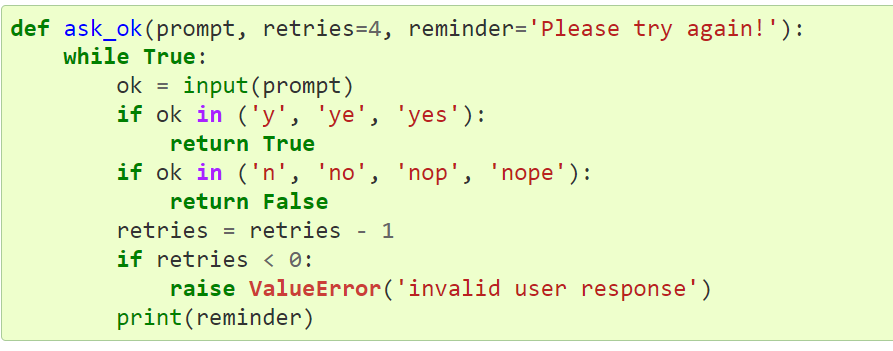 def ask_ok(prompt, retries=4, reminder='Please try again!'):
    while True:
        ok = input(prompt)
        if ok in ('y', 'ye', 'yes'):
            return True
        if ok in ('n', 'no', 'nop', 'nope'):
            return False
        retries = retries - 1
        if retries < 0:
            raise ValueError('invalid user response')
        print(reminder)